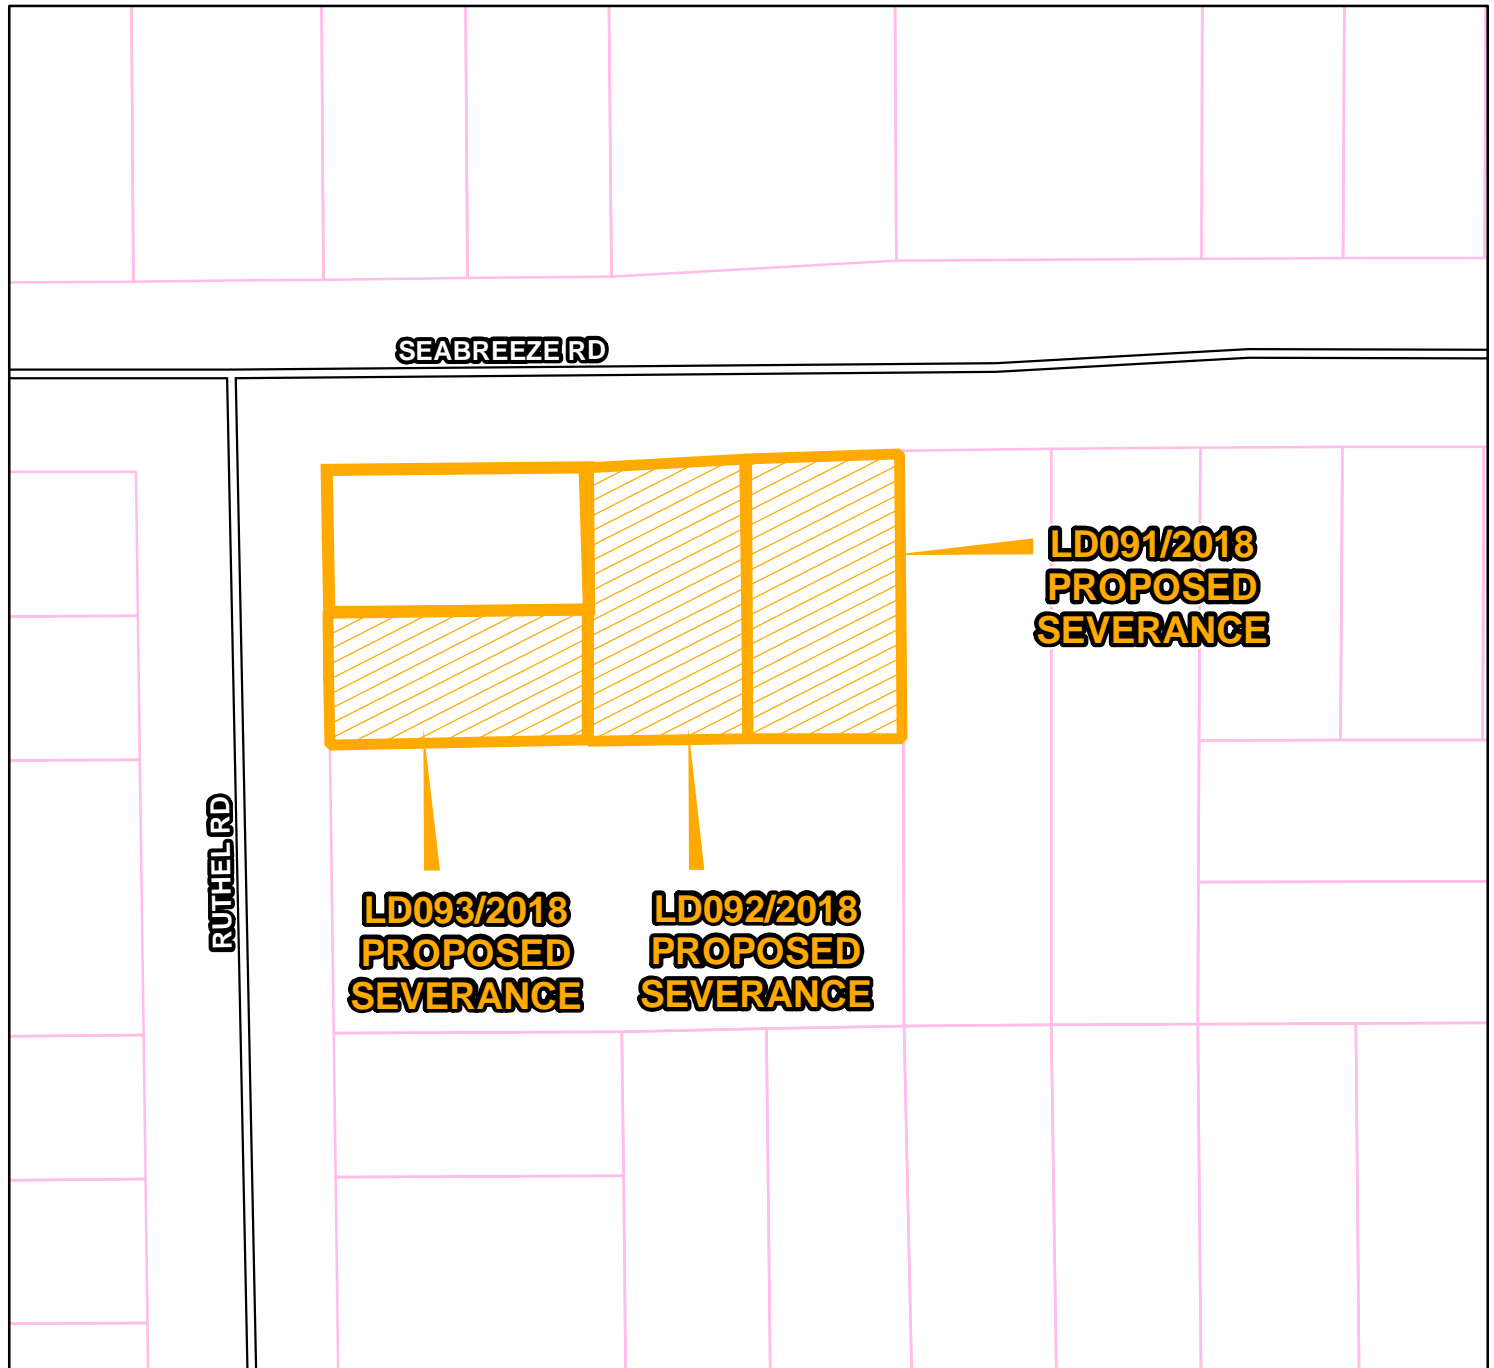 SEABREEZE RD
LD091/2018
PROPOSED
SEVERANCE
RUTHEL RD
LD093/2018
PROPOSED
SEVERANCE
LD092/2018
PROPOSED
SEVERANCE